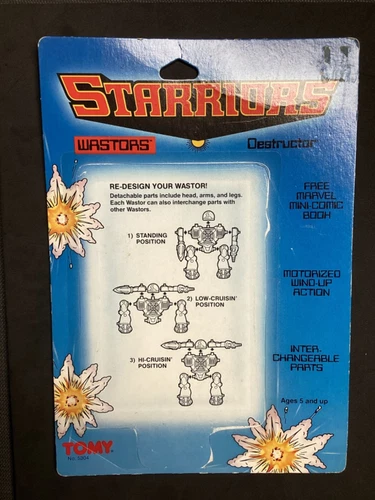 STARRIORS
WASTORS
Destructor
RE-DESIGN YOUR WASTOR!
Detachable parts include head, arms, and legs.
Each Wastor can also interchange parts with
other Wastors.
1) STANDING
POSITION
2) LOW-CRUISIN'
POSITION
3) HI-CRUISIN'
POSITION
FREE
MARVEL
MINI-COMIC
BOOK
MOTORIZED
WIND-UP
ACTION
INTER-
CHANGEABLE
PARTS
Ages 5 and up
TOMY